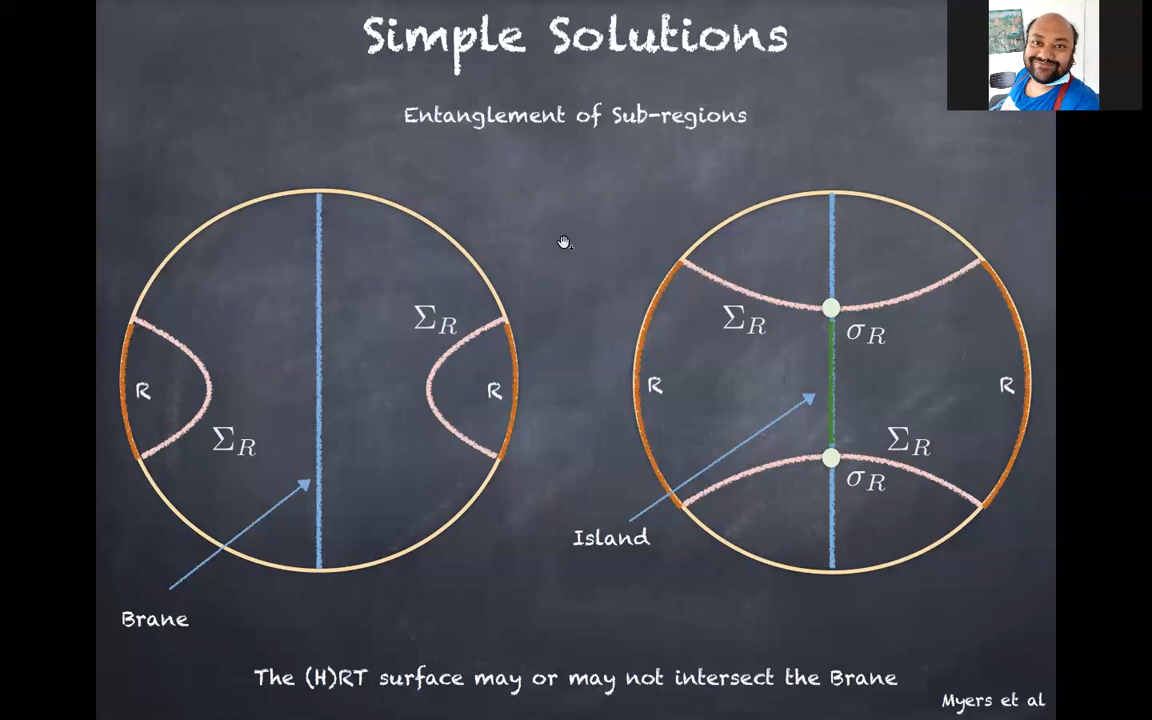 Simple Solutions
Entanglement of Sub-regions
Σ_R
Σ_R
σ_R
R
R
R
R
Σ_R
Σ_R
σ_R
Island
Brane
The (H)RT surface may or may not intersect the Brane
Myers et al